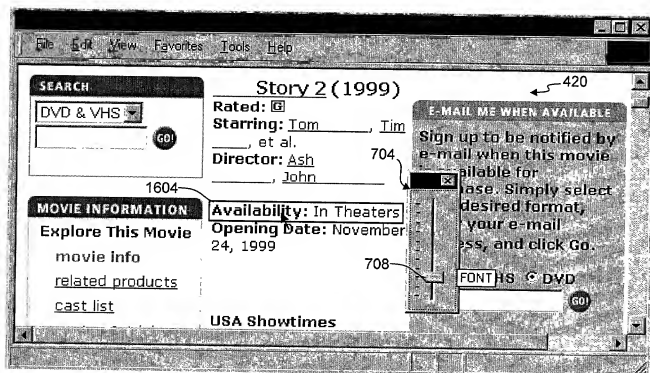 File Edit View Favorites Tools Help
SEARCH
DVD & VHS
GO!
Story 2 (1999)
Rated: G
Starring: Tom , Tim
, et al.
Director: Ash
, John
420
E-MAIL ME WHEN AVAILABLE
Sign up to be notified by
e-mail when this movie
ailable for
hase. Simply select
desired format,
your e-mail
ess, and click Go.
704
1604
Availability: In Theaters
Opening Date: November
24, 1999
708
FONT HS DVD
GO!
MOVIE INFORMATION
Explore This Movie
movie info
related products
cast list
USA Showtimes